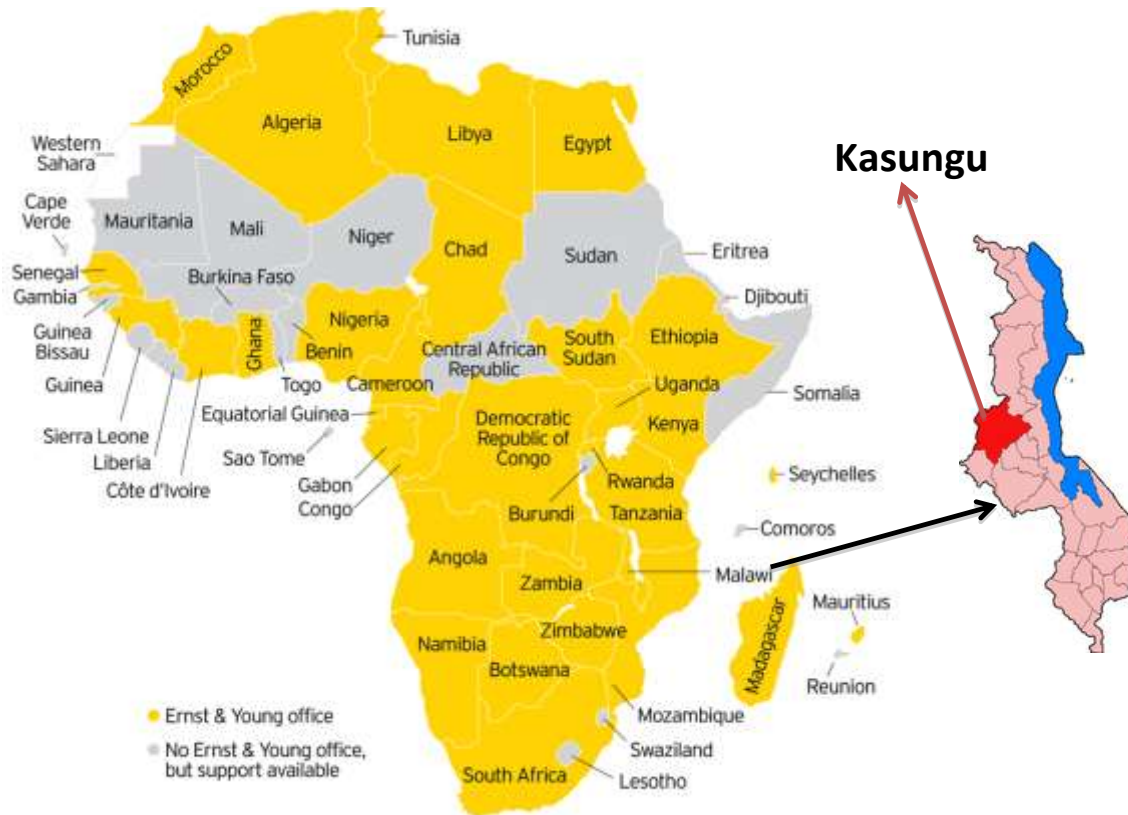 Tunisia
Morocco
Algeria
Libya
Egypt
Western
Sahara
Kasungu
Cape
Verde
Mauritania
Mali
Niger
Chad
Sudan
Eritrea
Senegal
Gambia
Burkina Faso
Djibouti
Guinea
Bissau
Guinea
Ghana
Benin
Nigeria
Togo
Cameroon
Central African
Republic
South
Sudan
Ethiopia
Somalia
Sierra Leone
Liberia
Côte d'Ivoire
Equatorial Guinea
Sao Tome
Gabon
Congo
Democratic
Republic of
Congo
Uganda
Kenya
Rwanda
Burundi
Tanzania
Seychelles
Comoros
Angola
Zambia
Malawi
Mauritius
Madagascar
Reunion
Namibia
Zimbabwe
Botswana
Mozambique
Swaziland
Lesotho
South Africa
Ernst & Young office
No Ernst & Young office,
but support available